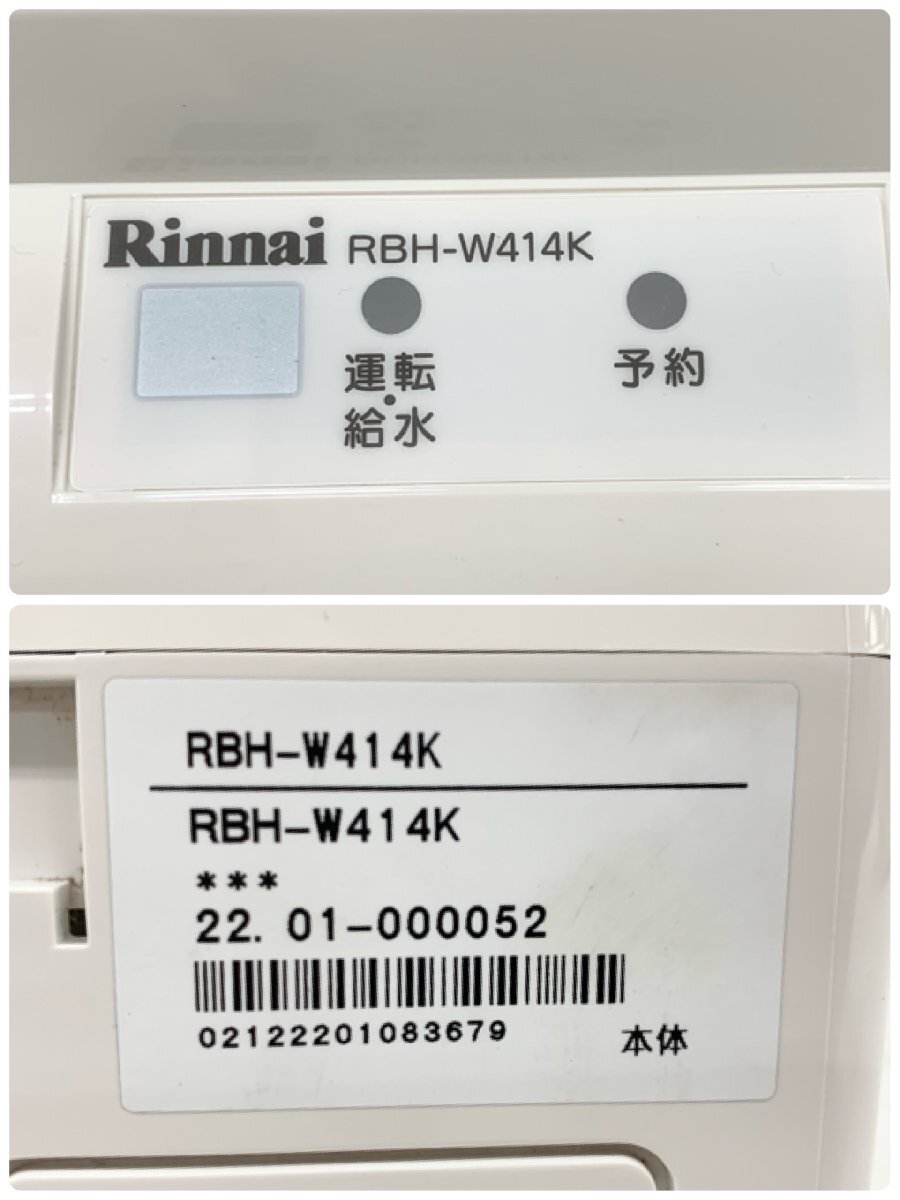 Rinnai RBH-W414K
運転・給水
予約
RBH-W414K
RBH-W414K
***
22. 01-000052
02122201083679
本体